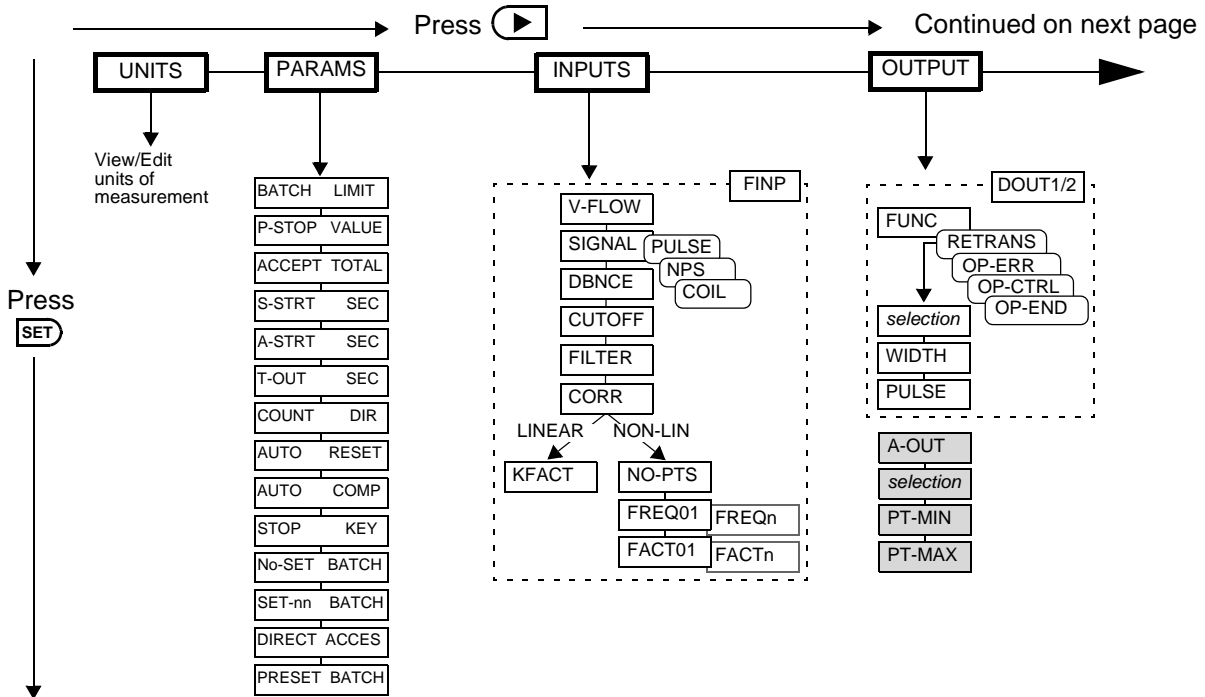 Press
Continued on next page
UNITS
PARAMS
INPUTS
OUTPUT
Press
SET
View/Edit
units of
measurement
BATCH LIMIT
P-STOP VALUE
ACCEPT TOTAL
S-STRT SEC
A-STRT SEC
T-OUT SEC
COUNT DIR
AUTO RESET
AUTO COMP
STOP KEY
No-SET BATCH
SET-nn BATCH
DIRECT ACCES
PRESET BATCH
FINP
V-FLOW
SIGNAL
PULSE
NPS
COIL
DBNCE
CUTOFF
FILTER
CORR
LINEAR NON-LIN
KFACT
NO-PTS
FREQ01 FREQn
FACT01 FACTn
DOUT1/2
FUNC
RETRANS
OP-ERR
OP-CTRL
OP-END
selection
WIDTH
PULSE
A-OUT
selection
PT-MIN
PT-MAX